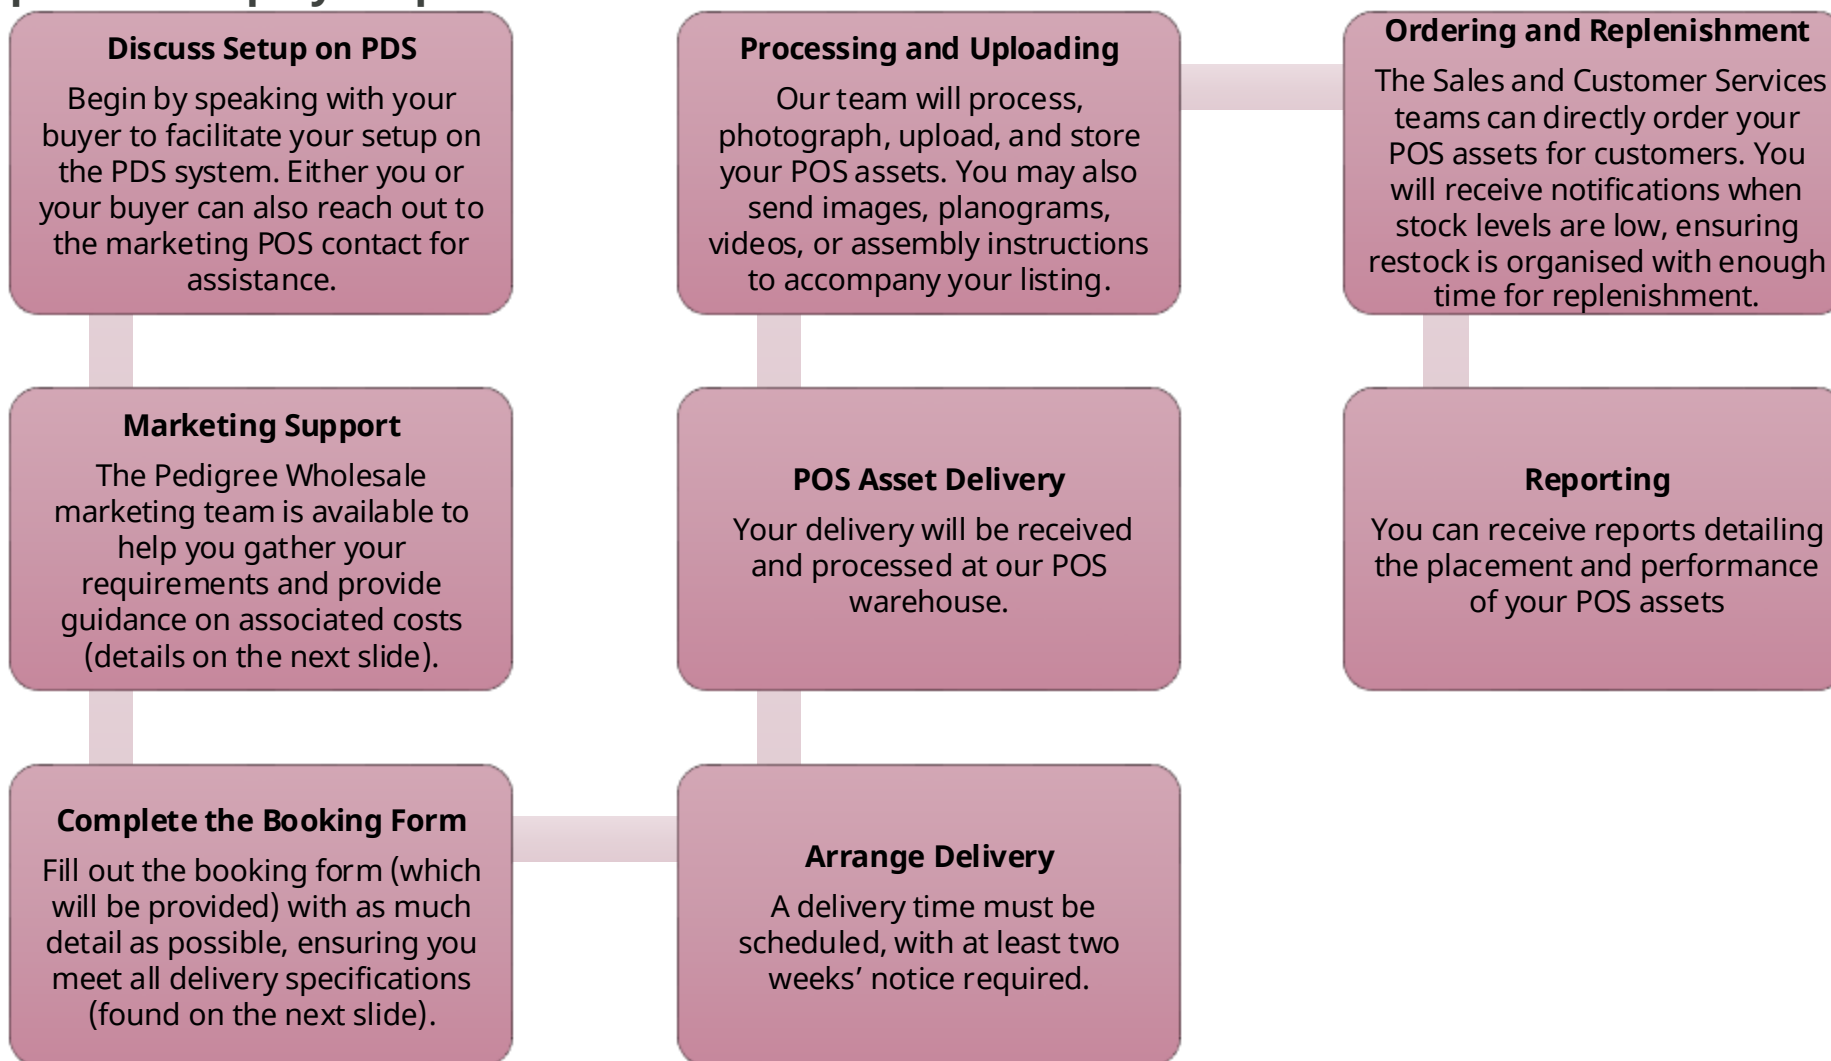 Discuss Setup on PDS
Begin by speaking with your
buyer to facilitate your setup on
the PDS system. Either you or
your buyer can also reach out to
the marketing POS contact for
assistance.
Marketing Support
The Pedigree Wholesale
marketing team is available to
help you gather your
requirements and provide
guidance on associated costs
(details on the next slide).
Complete the Booking Form
Fill out the booking form (which
will be provided) with as much
detail as possible, ensuring you
meet all delivery specifications
(found on the next slide).
Arrange Delivery
A delivery time must be
scheduled, with at least two
weeks’ notice required.
POS Asset Delivery
Your delivery will be received
and processed at our POS
warehouse.
Processing and Uploading
Our team will process,
photograph, upload, and store
your POS assets. You may also
send images, planograms,
videos, or assembly instructions
to accompany your listing.
Ordering and Replenishment
The Sales and Customer Services
teams can directly order your
POS assets for customers. You
will receive notifications when
stock levels are low, ensuring
restock is organised with enough
time for replenishment.
Reporting
You can receive reports detailing
the placement and performance
of your POS assets